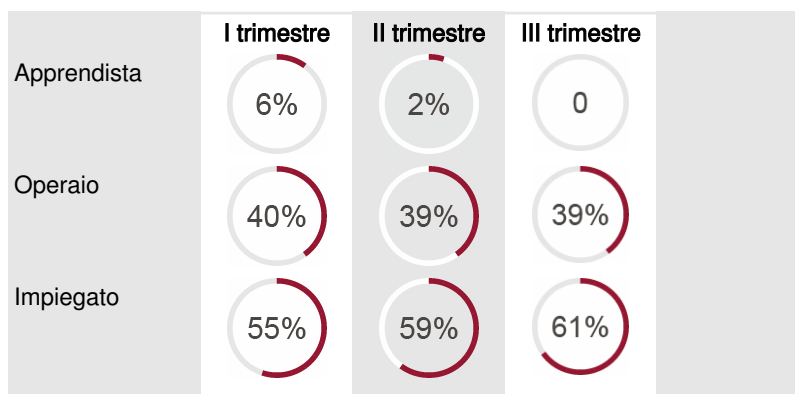 I trimestre II trimestre III trimestre
Apprendista 6% 2% 0
Operaio 40% 39% 39%
Impiegato 55% 59% 61%